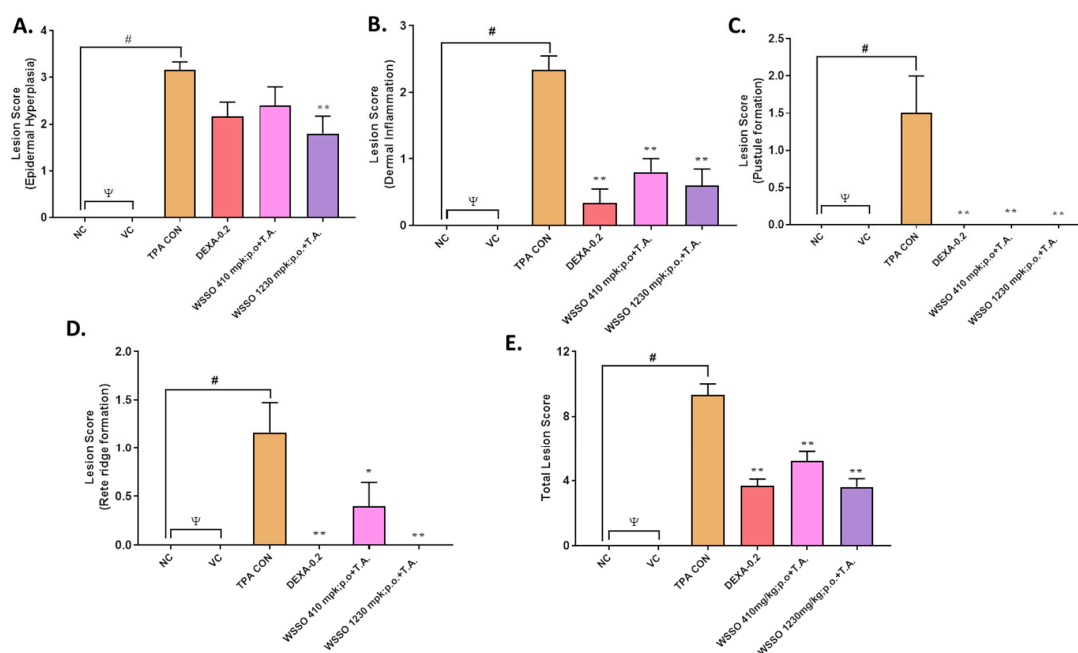 A.
Lesion Score
(Epidermal Hyperplasia)
4
3
2
1
0
#
Ψ
**
NC
VC
TPA CON
DEXA-0.2
WSSO 410 mpk;p.o+T.A.
WSSO 1230 mpk;p.o.+T.A.
B.
Lesion Score
(Dermal Inflammation)
3
2
1
0
#
Ψ
**
**
**
NC
VC
TPA CON
DEXA-0.2
WSSO 410 mpk;p.o+T.A.
WSSO 1230 mpk;p.o.+T.A.
C.
Lesion Score
(Pustule formation)
2.5
2.0
1.5
1.0
0.5
0.0
#
Ψ
**
**
**
NC
VC
TPA CON
DEXA-0.2
WSSO 410 mpk;p.o+T.A.
WSSO 1230 mpk;p.o.+T.A.
D.
Lesion Score
(Rete ridge formation)
2.0
1.5
1.0
0.5
0.0
#
Ψ
**
*
**
NC
VC
TPA CON
DEXA-0.2
WSSO 410 mpk;p.o+T.A.
WSSO 1230 mpk;p.o.+T.A.
E.
Total Lesion Score
12
8
4
0
#
Ψ
**
**
**
NC
VC
TPA CON
DEXA-0.2
WSSO 410mg/kg;p.o+T.A.
WSSO 1230mg/kg;p.o.+T.A.